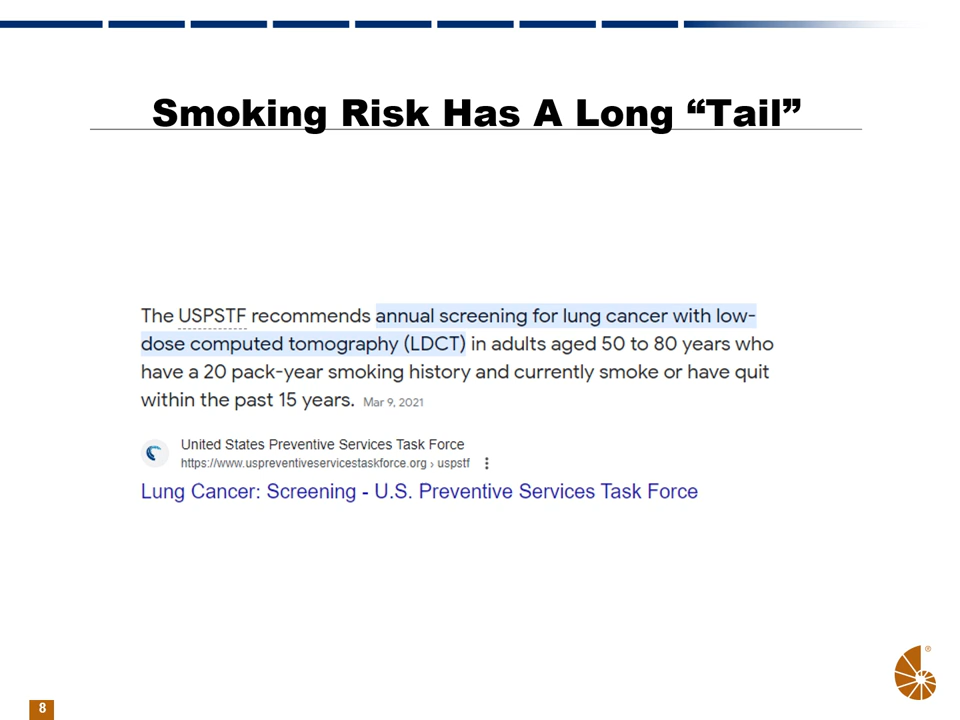 Smoking Risk Has A Long “Tail”
The USPSTF recommends annual screening for lung cancer with low-
dose computed tomography (LDCT) in adults aged 50 to 80 years who
have a 20 pack-year smoking history and currently smoke or have quit
within the past 15 years. Mar 9, 2021
United States Preventive Services Task Force
https://www.uspreventiveservicestaskforce.org › uspstf
Lung Cancer: Screening - U.S. Preventive Services Task Force
®
8